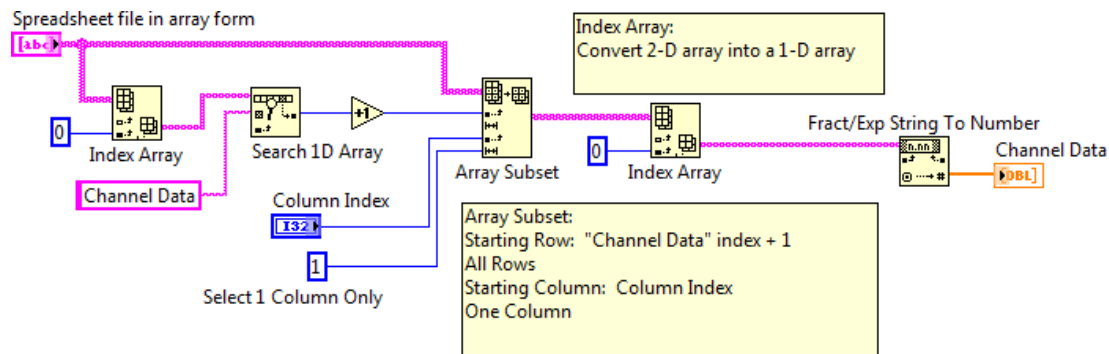 Spreadsheet file in array form
[abc]
Index Array:
Convert 2-D array into a 1-D array
+1
0
Index Array
Search 1D Array
Channel Data
Array Subset
0
Index Array
Fract/Exp String To Number
n.nn
#
Channel Data
DBL]
Column Index
I32
1
Select 1 Column Only
Array Subset:
Starting Row:  "Channel Data" index + 1
All Rows
Starting Column:  Column Index
One Column